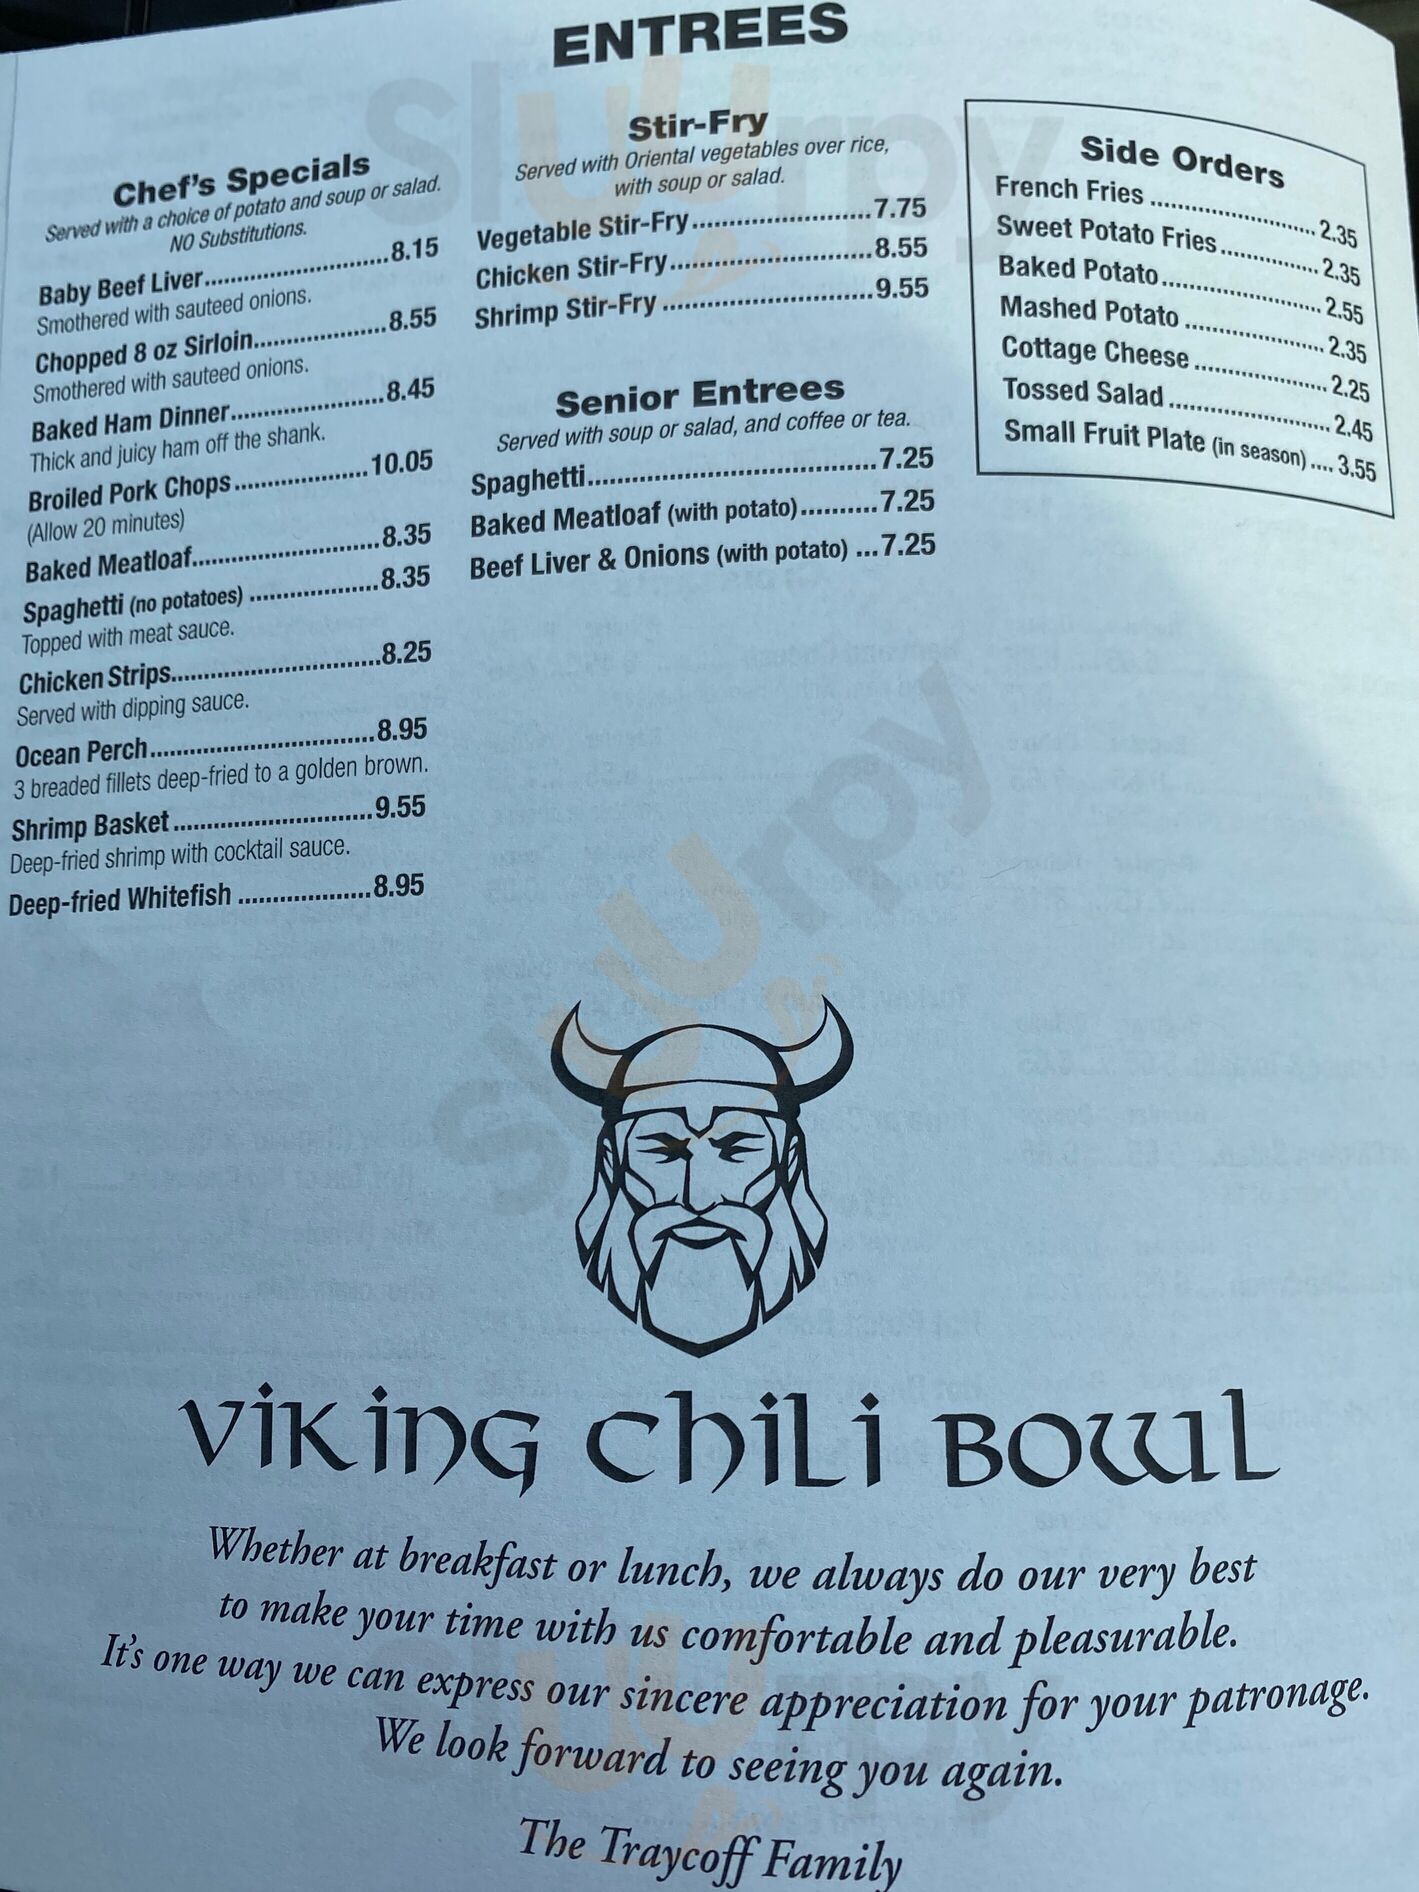 ENTREES
Chef's Specials
Served with a choice of potato and soup or salad.
NO Substitutions.
Baby Beef Liver..............................8.15
Smothered with sauteed onions.
Chopped 8 oz Sirloin.....................8.55
Smothered with sauteed onions.
Baked Ham Dinner........................8.45
Thick and juicy ham off the shank.
Broiled Pork Chops .....................10.05
(Allow 20 minutes)
Baked Meatloaf..............................8.35
Spaghetti (no potatoes) .....................8.35
Topped with meat sauce.
Chicken Strips.................................8.25
Served with dipping sauce.
Ocean Perch...................................8.95
3 breaded fillets deep-fried to a golden brown.
Shrimp Basket...............................9.55
Deep-fried shrimp with cocktail sauce.
Deep-fried Whitefish ....................8.95
Stir-Fry
Served with Oriental vegetables over rice,
with soup or salad.
Vegetable Stir-Fry...........................7.75
Chicken Stir-Fry...............................8.55
Shrimp Stir-Fry ................................9.55
Senior Entrees
Served with soup or salad, and coffee or tea.
Spaghetti............................................7.25
Baked Meatloaf (with potato)...........7.25
Beef Liver & Onions (with potato) ...7.25
Side Orders
French Fries .........................2.35
Sweet Potato Fries...............2.35
Baked Potato........................2.55
Mashed Potato .....................2.35
Cottage Cheese ....................2.25
Tossed Salad ........................2.45
Small Fruit Plate (in season) .... 3.55
Slurpy
Slurpy
VIKING CHILI BOWL
Whether at breakfast or lunch, we always do our very best
to make your time with us comfortable and pleasurable.
It's one way we can express our sincere appreciation for your patronage.
We look forward to seeing you again.
The Traycoff Family
Slurpy